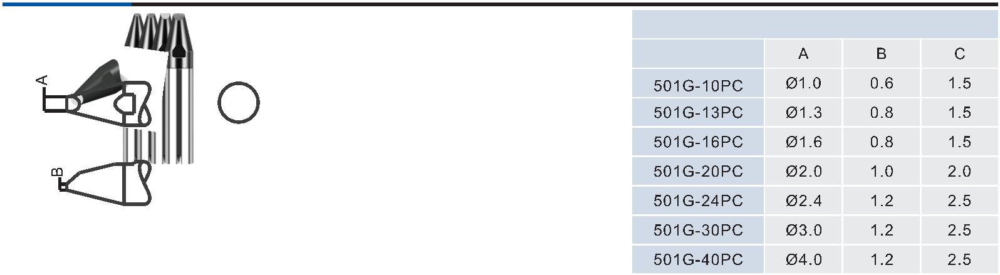 A
B
A B C
501G-10PC Ø1.0 0.6 1.5
501G-13PC Ø1.3 0.8 1.5
501G-16PC Ø1.6 0.8 1.5
501G-20PC Ø2.0 1.0 2.0
501G-24PC Ø2.4 1.2 2.5
501G-30PC Ø3.0 1.2 2.5
501G-40PC Ø4.0 1.2 2.5